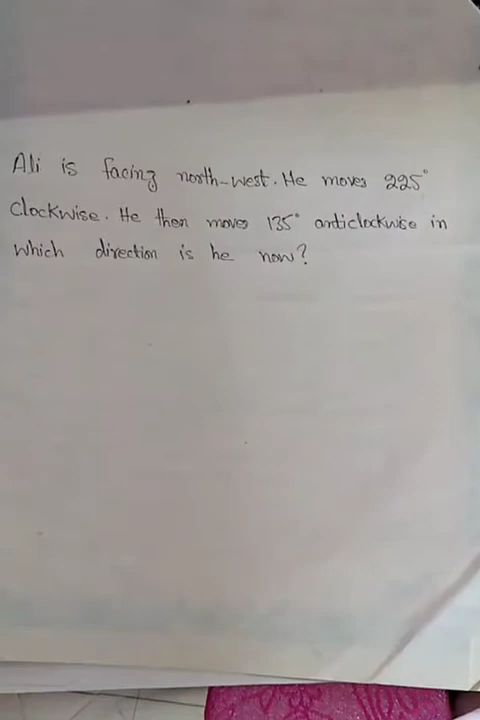 Ali is facing north-west. He moves 225°
Clockwise. He then moves 135° anticlockwise in
which direction is he now?